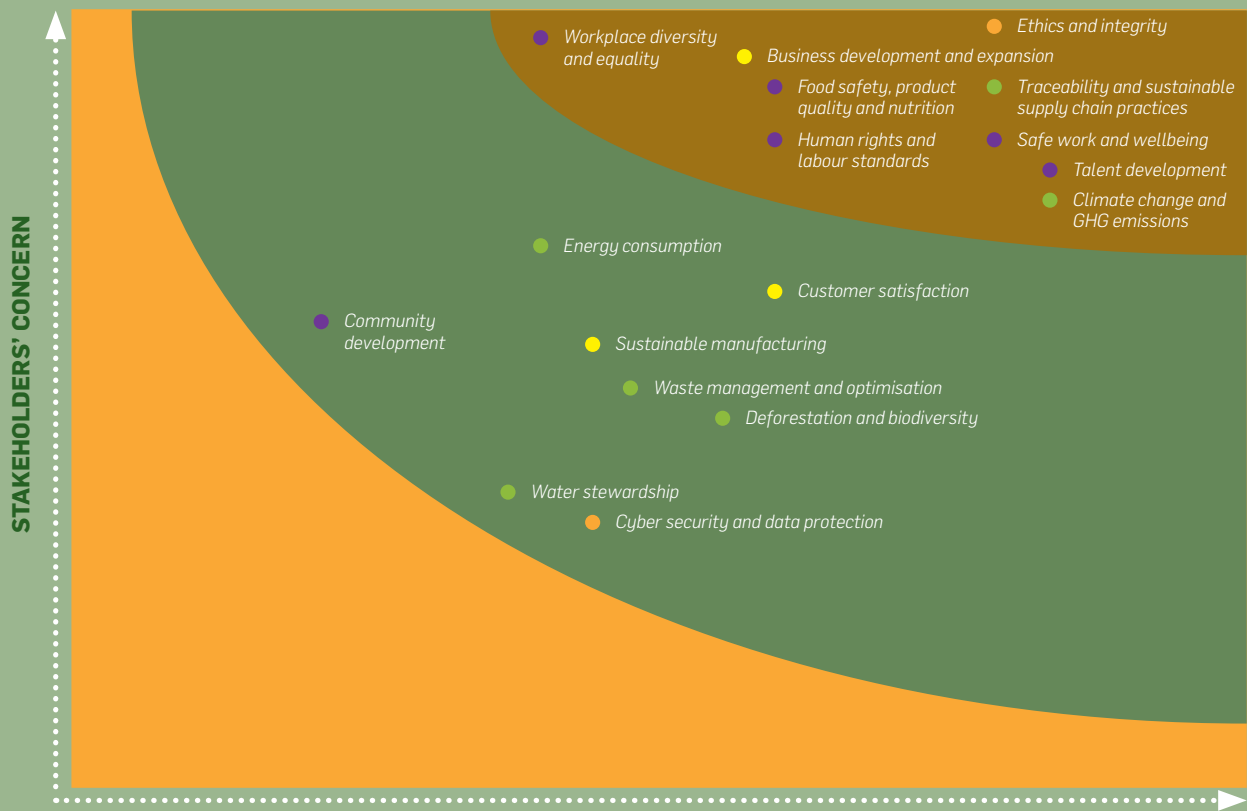 STAKEHOLDERS' CONCERN
Ethics and integrity
Workplace diversity
and equality
Business development and expansion
Food safety, product
quality and nutrition
Traceability and sustainable
supply chain practices
Human rights and
labour standards
Safe work and wellbeing
Talent development
Climate change and
GHG emissions
Energy consumption
Customer satisfaction
Community
development
Sustainable manufacturing
Waste management and optimisation
Deforestation and biodiversity
Water stewardship
Cyber security and data protection